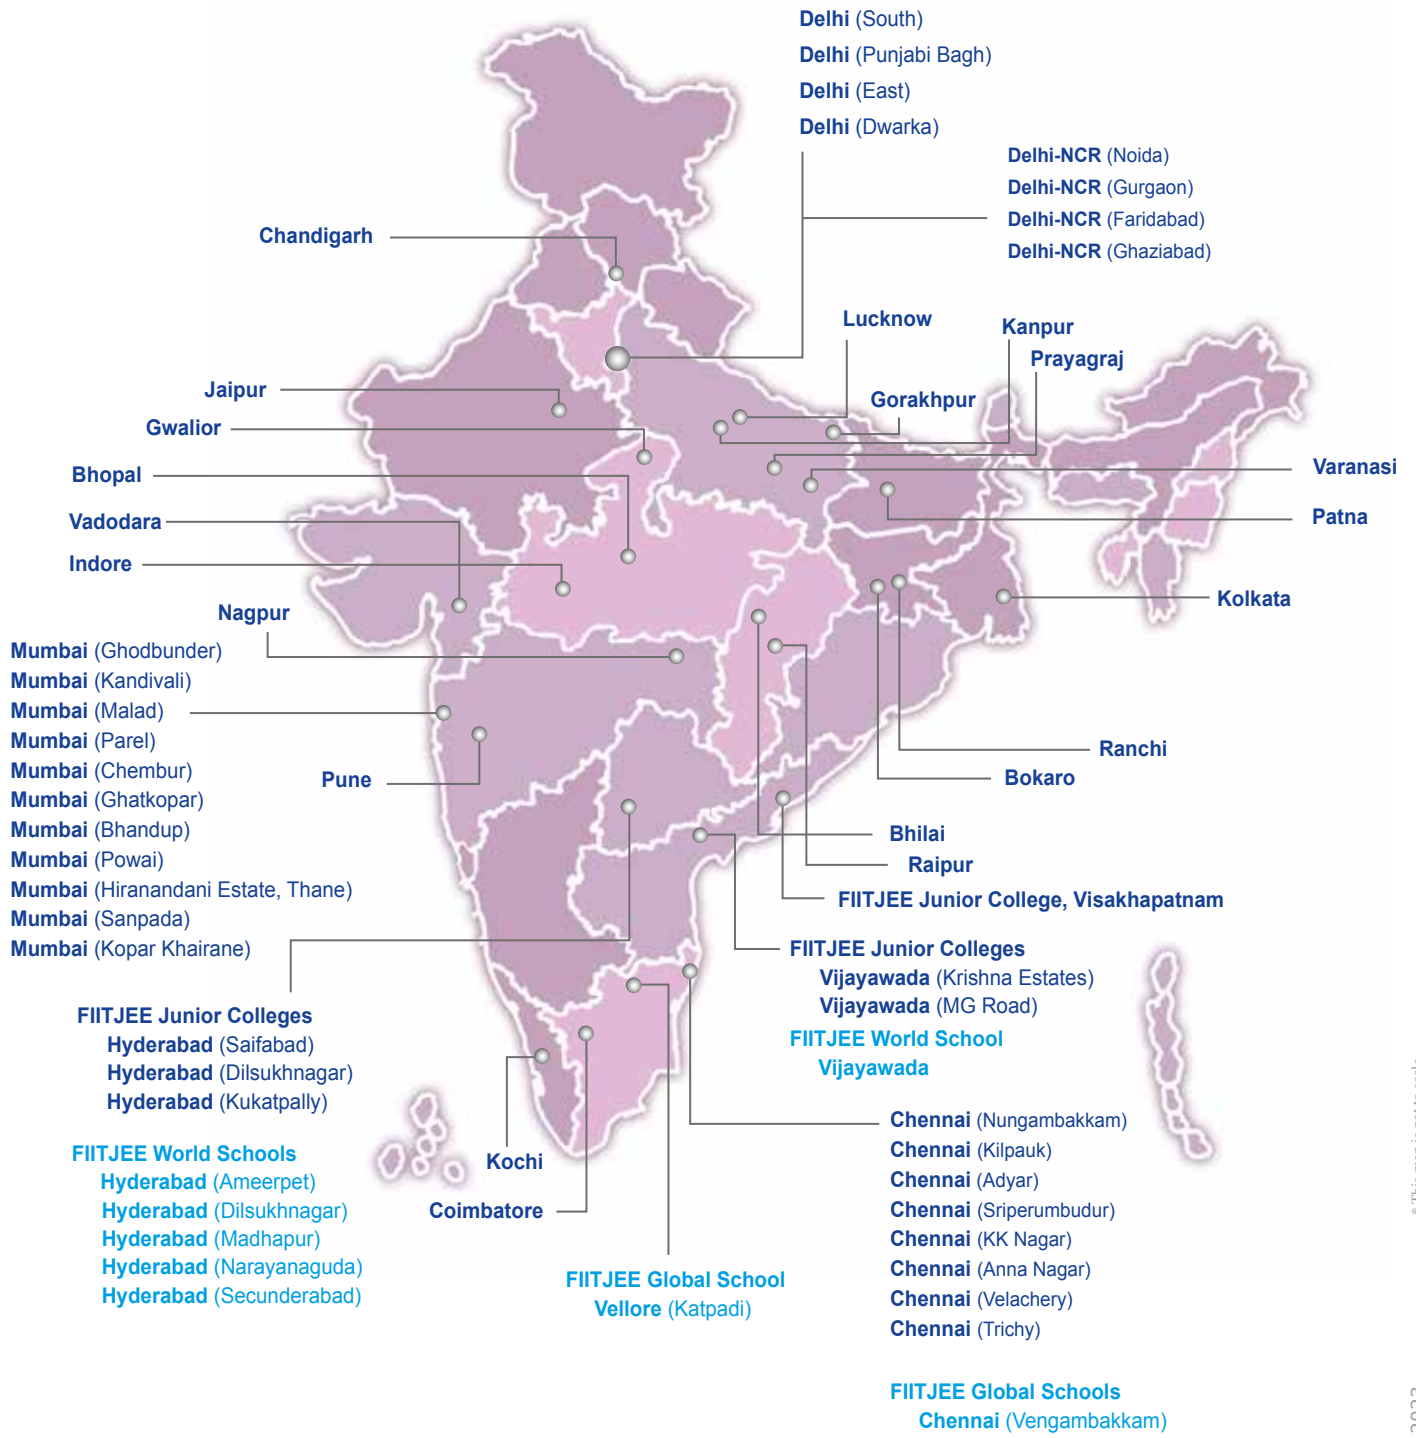 Delhi (South)
Delhi (Punjabi Bagh)
Delhi (East)
Delhi (Dwarka)
Delhi-NCR (Noida)
Delhi-NCR (Gurgaon)
Delhi-NCR (Faridabad)
Delhi-NCR (Ghaziabad)
Chandigarh
Lucknow
Kanpur
Prayagraj
Jaipur
Gorakhpur
Gwalior
Varanasi
Bhopal
Patna
Vadodara
Indore
Kolkata
Nagpur
Mumbai (Ghodbunder)
Mumbai (Kandivali)
Mumbai (Malad)
Mumbai (Parel)
Mumbai (Chembur)
Mumbai (Ghatkopar)
Mumbai (Bhandup)
Mumbai (Powai)
Mumbai (Hiranandani Estate, Thane)
Mumbai (Sanpada)
Mumbai (Kopar Khairane)
Pune
Ranchi
Bokaro
Bhilai
Raipur
FIITJEE Junior College, Visakhapatnam
FIITJEE Junior Colleges
Vijayawada (Krishna Estates)
Vijayawada (MG Road)
FIITJEE World School
Vijayawada
FIITJEE Junior Colleges
Hyderabad (Saifabad)
Hyderabad (Dilsukhnagar)
Hyderabad (Kukatpally)
FIITJEE World Schools
Hyderabad (Ameerpet)
Hyderabad (Dilsukhnagar)
Hyderabad (Madhapur)
Hyderabad (Narayanaguda)
Hyderabad (Secunderabad)
Kochi
Coimbatore
FIITJEE Global School
Vellore (Katpadi)
Chennai (Nungambakkam)
Chennai (Kilpauk)
Chennai (Adyar)
Chennai (Sriperumbudur)
Chennai (KK Nagar)
Chennai (Anna Nagar)
Chennai (Velachery)
Chennai (Trichy)
FIITJEE Global Schools
Chennai (Vengambakkam)